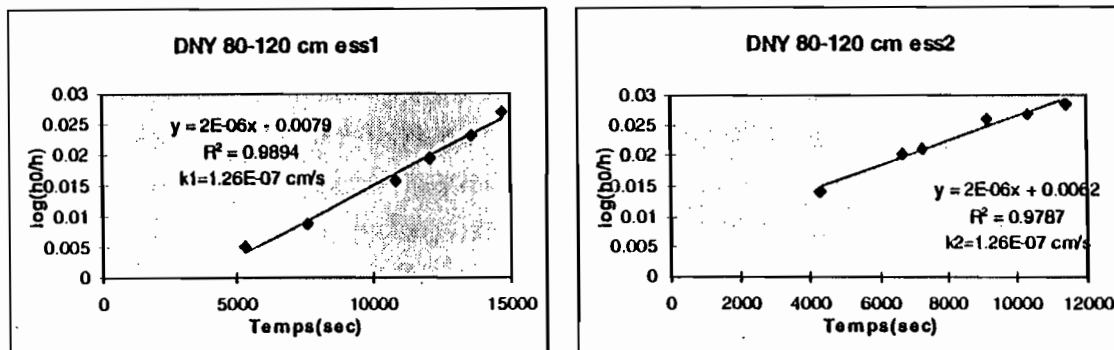 DNY 80-120 cm ess1
log(h0/h)
0.03
0.025
0.02
0.015
0.01
0.005
0
y = 2E-06x - 0.0079
R² = 0.9894
k1=1.26E-07 cm/s
0 5000 10000 15000
Temps(sec)
DNY 80-120 cm ess2
log(h0/h)
0.03
0.025
0.02
0.015
0.01
0.005
0
y = 2E-06x + 0.0062
R² = 0.9787
k2=1.26E-07 cm/s
0 2000 4000 6000 8000 10000 12000
Temps(sec)